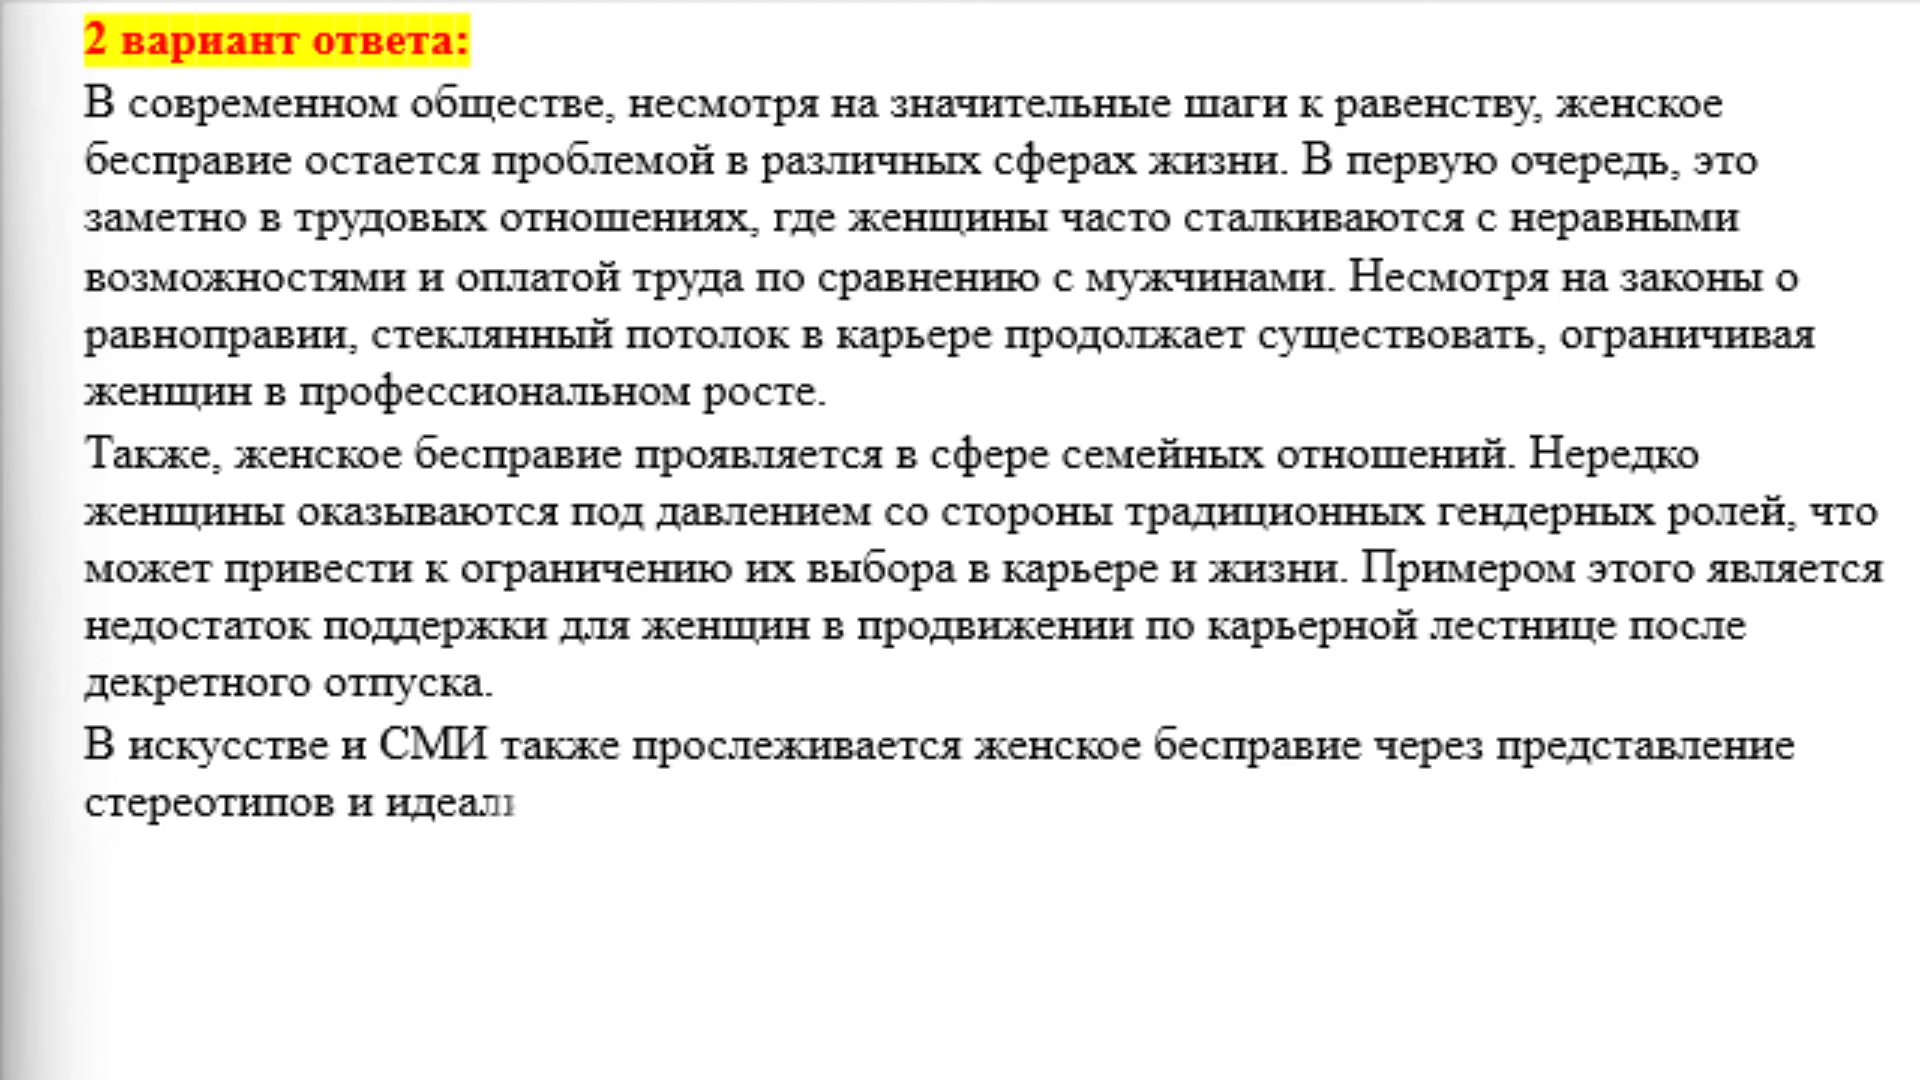 2 вариант ответа:
В современном обществе, несмотря на значительные шаги к равенству, женское
бесправие остается проблемой в различных сферах жизни. В первую очередь, это
заметно в трудовых отношениях, где женщины часто сталкиваются с неравными
возможностями и оплатой труда по сравнению с мужчинами. Несмотря на законы о
равноправии, стеклянный потолок в карьере продолжает существовать, ограничивая
женщин в профессиональном росте.
Также, женское бесправие проявляется в сфере семейных отношений. Нередко
женщины оказываются под давлением со стороны традиционных гендерных ролей, что
может привести к ограничению их выбора в карьере и жизни. Примером этого является
недостаток поддержки для женщин в продвижении по карьерной лестнице после
декретного отпуска.
В искусстве и СМИ также прослеживается женское бесправие через представление
стереотипов и